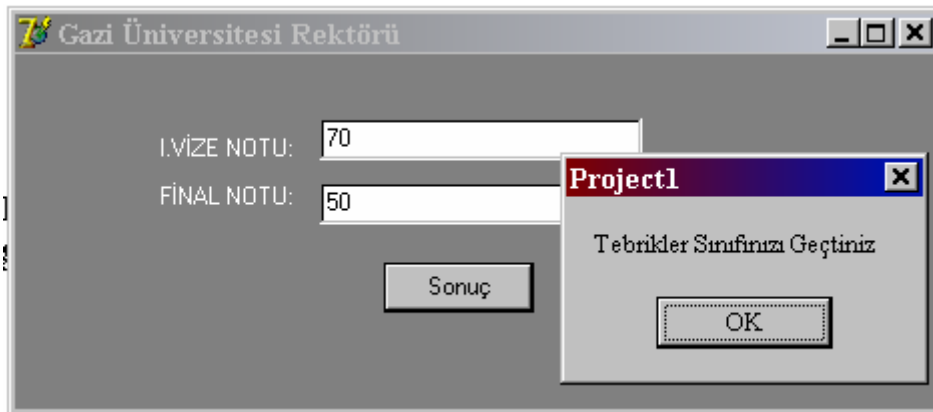 Gazi Üniversitesi Rektörü
I.VİZE NOTU: 70
FİNAL NOTU: 50
Sonuç
Project1
Tebrikler Sınıfınızı Geçtiniz
OK